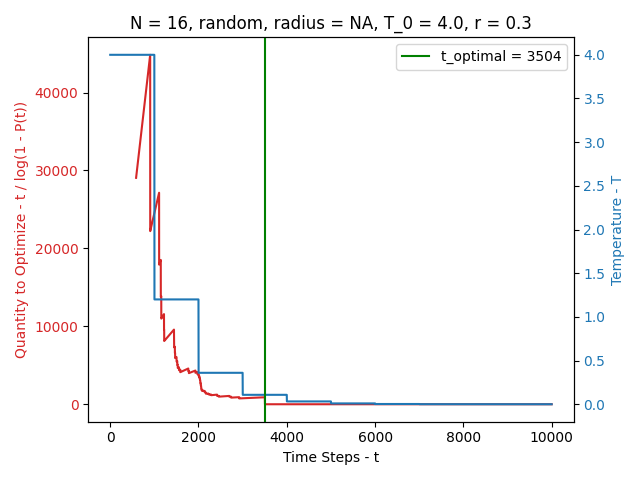 N = 16, random, radius = NA, T_0 = 4.0, r = 0.3
t_optimal = 3504
Quantity to Optimize - t / log(1 - P(t))
40000
30000
20000
10000
0
4.0
3.5
3.0
2.5
2.0
1.5
1.0
0.5
0.0
Temperature - T
0 2000 4000 6000 8000 10000
Time Steps - t